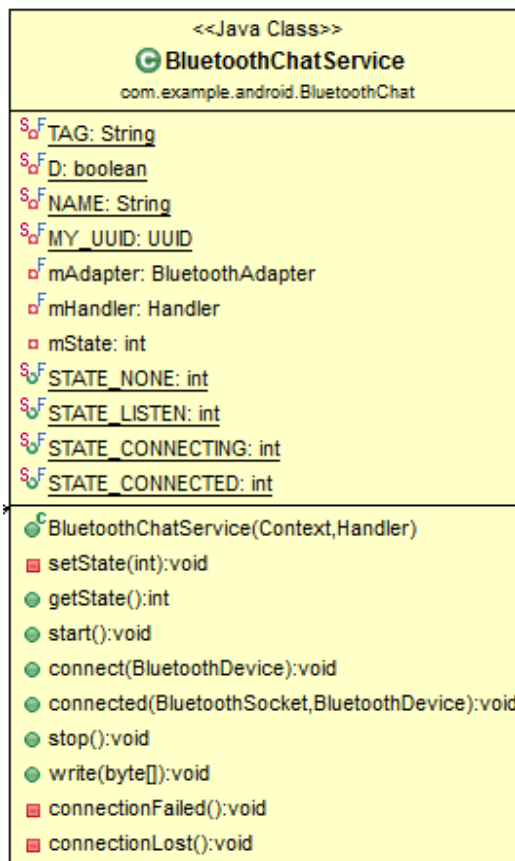 <<Java Class>>
C BluetoothChatService
com.example.android.BluetoothChat
S F TAG: String
S F D: boolean
S F NAME: String
S F MY_UUID: UUID
F mAdapter: BluetoothAdapter
F mHandler: Handler
mState: int
S F STATE_NONE: int
S F STATE_LISTEN: int
S F STATE_CONNECTING: int
S F STATE_CONNECTED: int
C BluetoothChatService(Context,Handler)
setState(int):void
getState():int
start():void
connect(BluetoothDevice):void
connected(BluetoothSocket,BluetoothDevice):void
stop():void
write(byte[]):void
connectionFailed():void
connectionLost():void